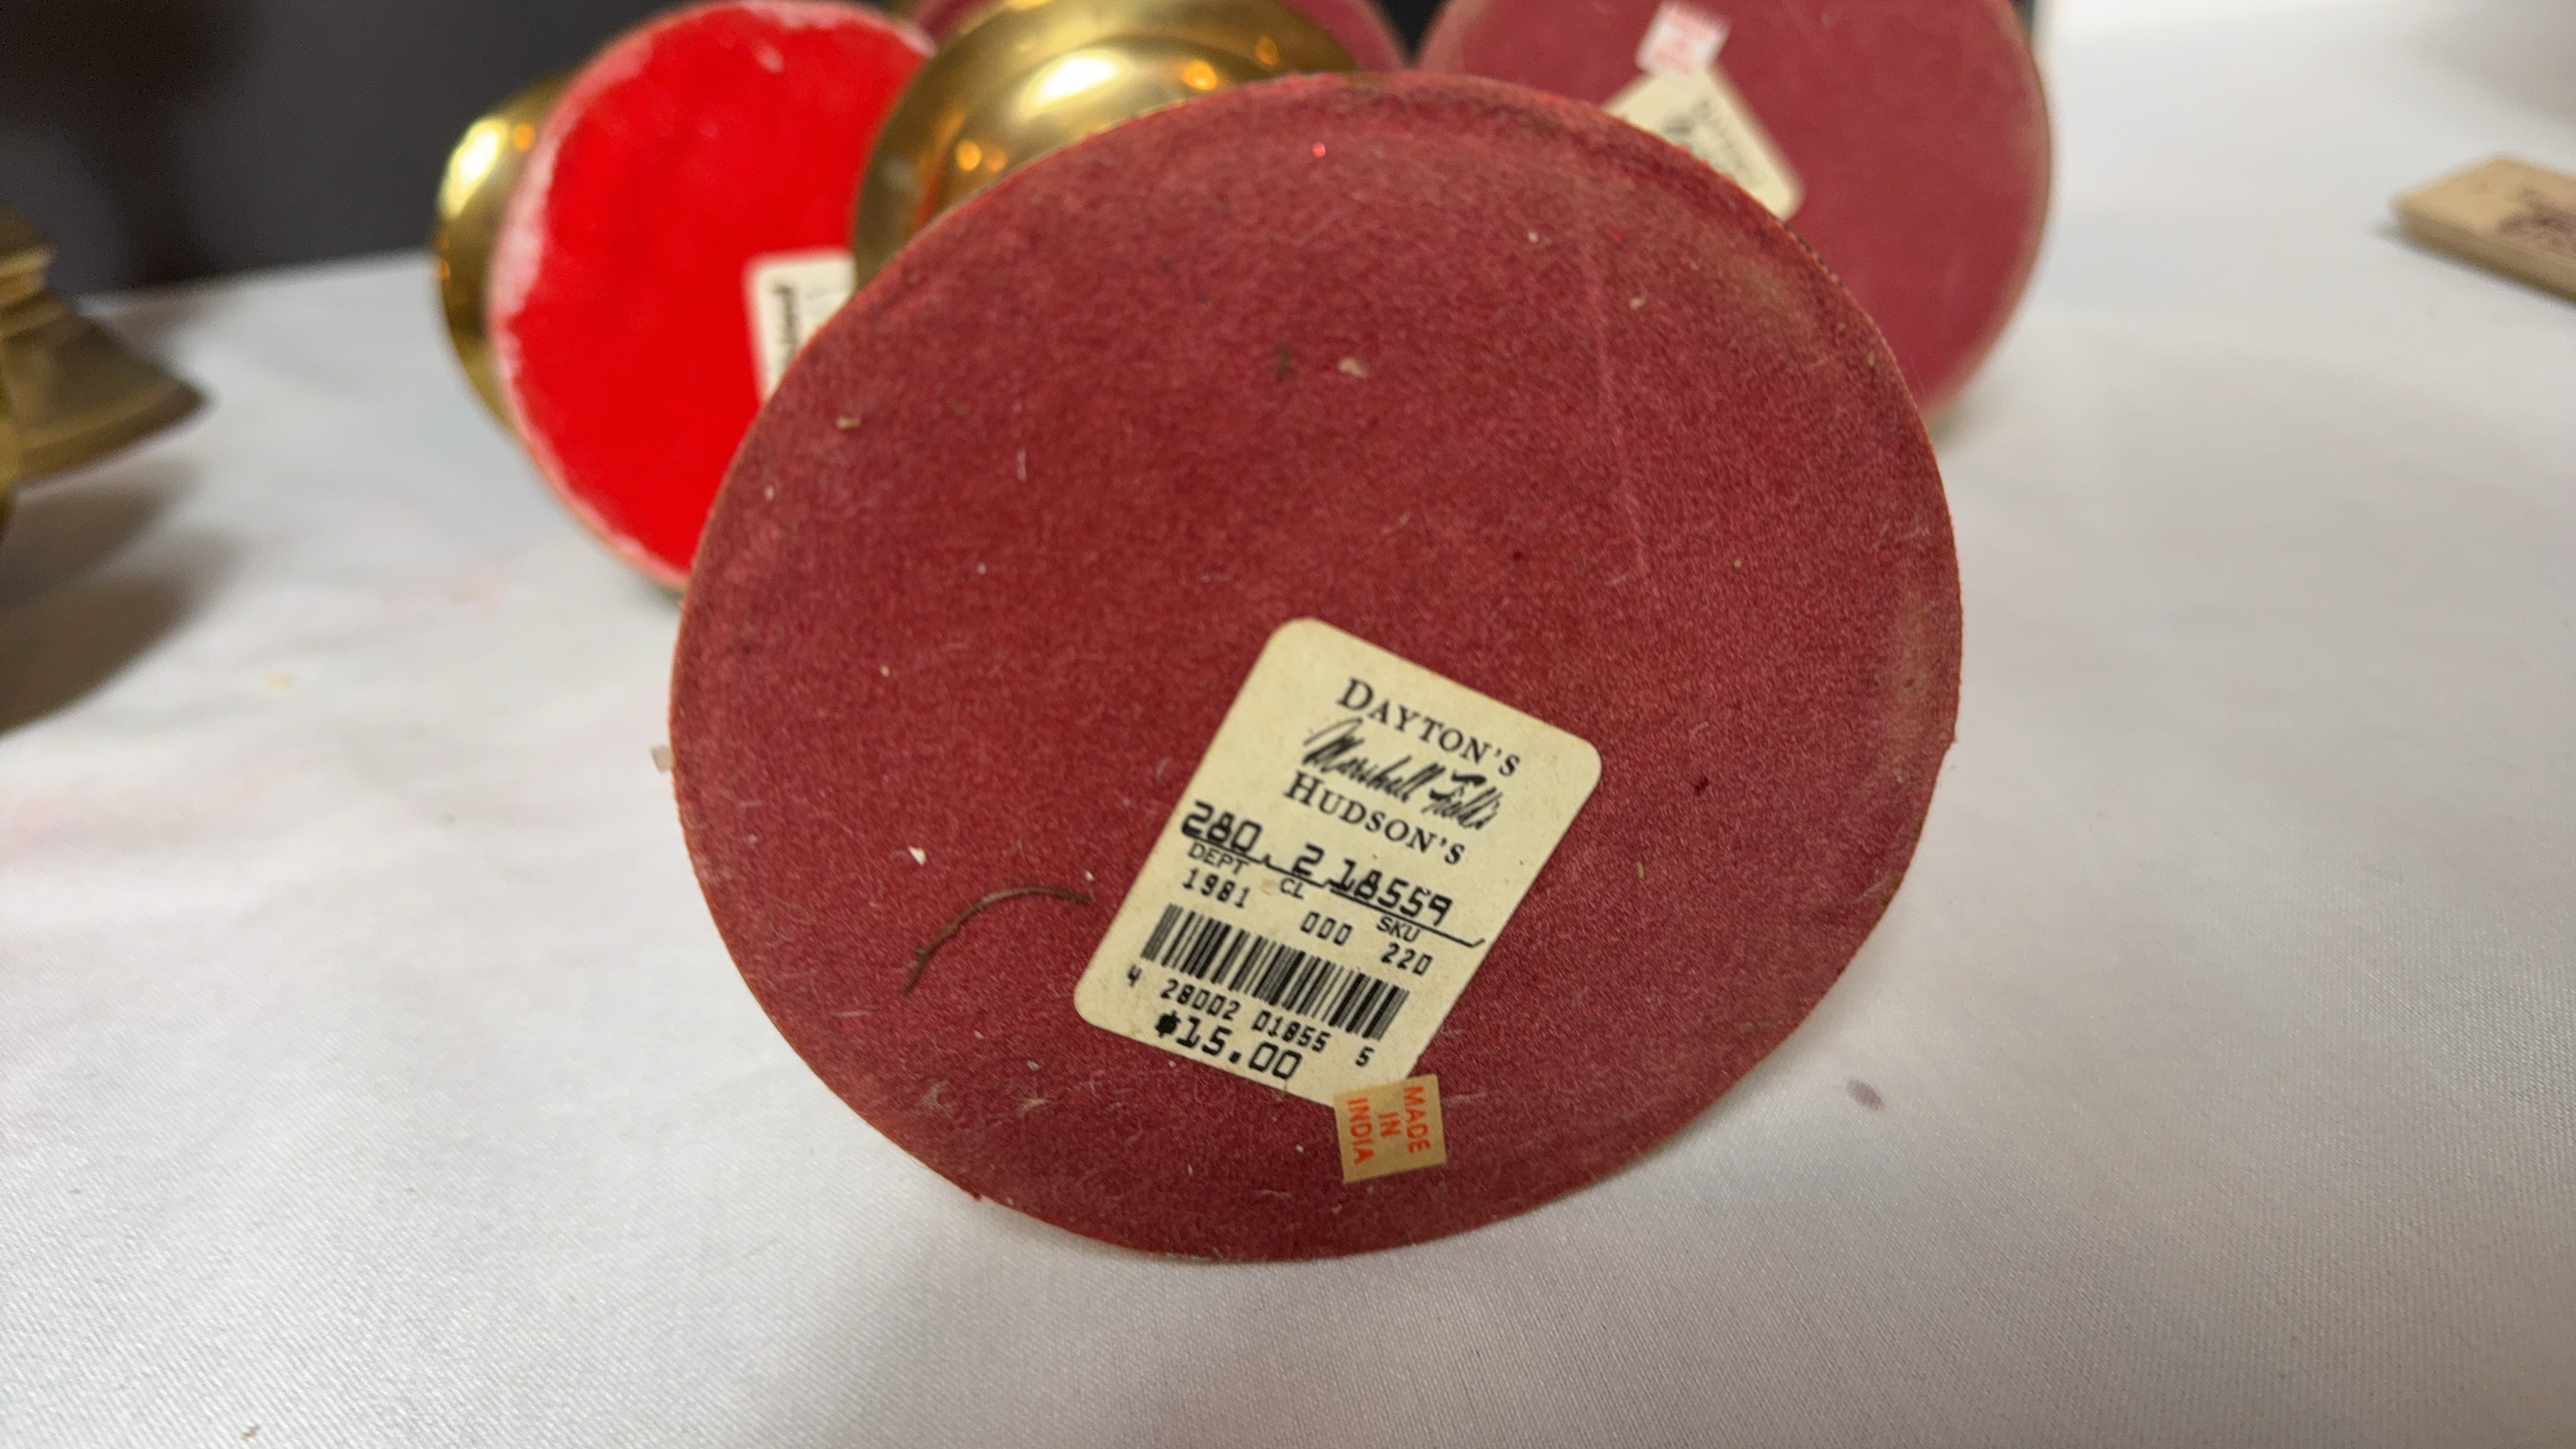 DAYTON'S
Marshall Field's
HUDSON'S
280 2 18559
DEPT CL SKU
1981 000 220
4 28002 01855 5
$15.00
MADE
IN
INDIA